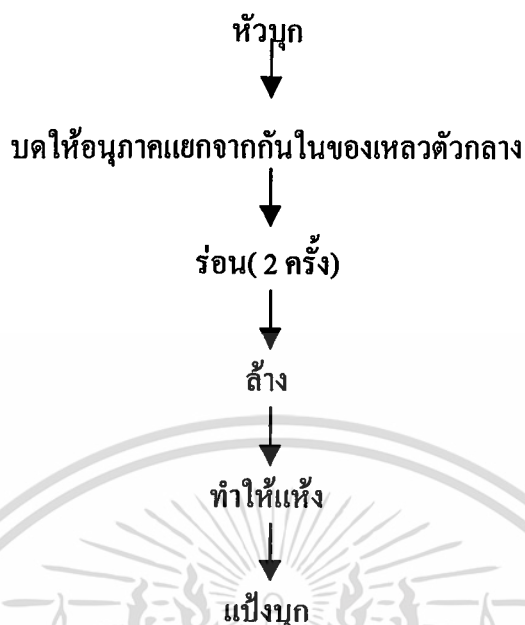 หัวบุก
บดให้อนุภาคแยกจากกันในของเหลวตัวกลาง
ร่อน( 2 ครั้ง)
ล้าง
ทำให้แห้ง
แป้งบุก